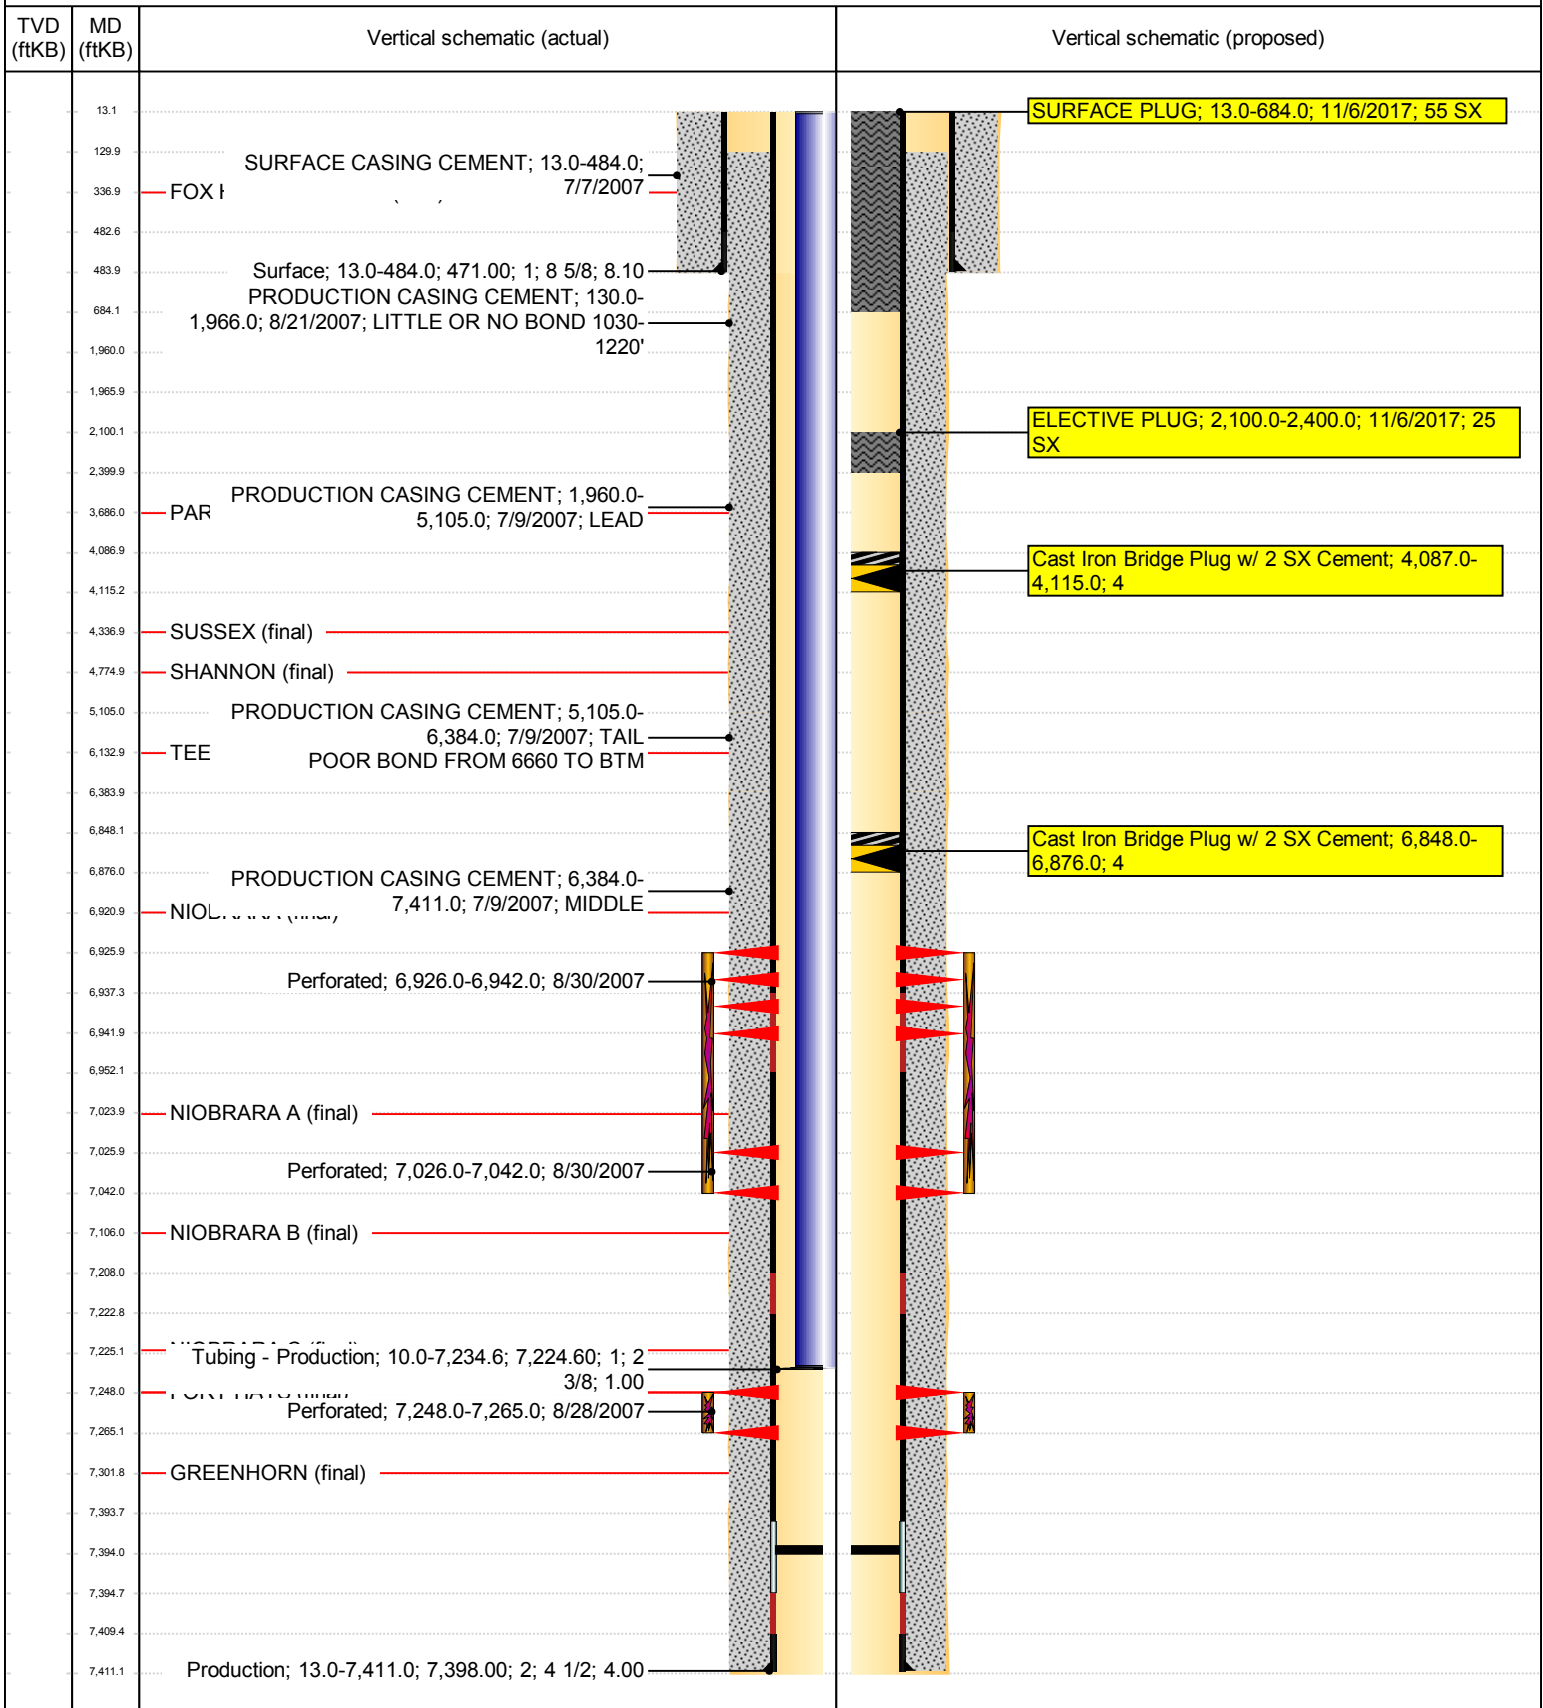 TVD (ftKB)
MD (ftKB)
Vertical schematic (actual)
Vertical schematic (proposed)
13.1
SURFACE PLUG; 13.0-684.0; 11/6/2017; 55 SX
129.9
SURFACE CASING CEMENT; 13.0-484.0;
7/7/2007
336.9
FOX
482.6
483.9
Surface; 13.0-484.0; 471.00; 1; 8 5/8; 8.10
PRODUCTION CASING CEMENT; 130.0-
1,966.0; 8/21/2007; LITTLE OR NO BOND 1030-
1220'
684.1
1,960.0
1,965.9
2,100.1
ELECTIVE PLUG; 2,100.0-2,400.0; 11/6/2017; 25
SX
2,399.9
PRODUCTION CASING CEMENT; 1,960.0-
5,105.0; 7/9/2007; LEAD
3,686.0
PAR
4,086.9
Cast Iron Bridge Plug w/ 2 SX Cement; 4,087.0-
4,115.0; 4
4,115.2
4,336.9
SUSSEX (final)
4,774.9
SHANNON (final)
5,105.0
PRODUCTION CASING CEMENT; 5,105.0-
6,384.0; 7/9/2007; TAIL
POOR BOND FROM 6660 TO BTM
6,132.9
TEE
6,383.9
6,848.1
Cast Iron Bridge Plug w/ 2 SX Cement; 6,848.0-
6,876.0; 4
6,876.0
PRODUCTION CASING CEMENT; 6,384.0-
7,411.0; 7/9/2007; MIDDLE
6,920.9
NIOBRARA (final)
6,925.9
Perforated; 6,926.0-6,942.0; 8/30/2007
6,937.3
6,941.9
6,952.1
7,023.9
NIOBRARA A (final)
7,025.9
Perforated; 7,026.0-7,042.0; 8/30/2007
7,042.0
7,106.0
NIOBRARA B (final)
7,208.0
7,222.8
7,225.1
Tubing - Production; 10.0-7,234.6; 7,224.60; 1; 2
3/8; 1.00
7,248.0
Perforated; 7,248.0-7,265.0; 8/28/2007
7,265.1
7,301.8
GREENHORN (final)
7,393.7
7,394.0
7,394.7
7,409.4
7,411.1
Production; 13.0-7,411.0; 7,398.00; 2; 4 1/2; 4.00